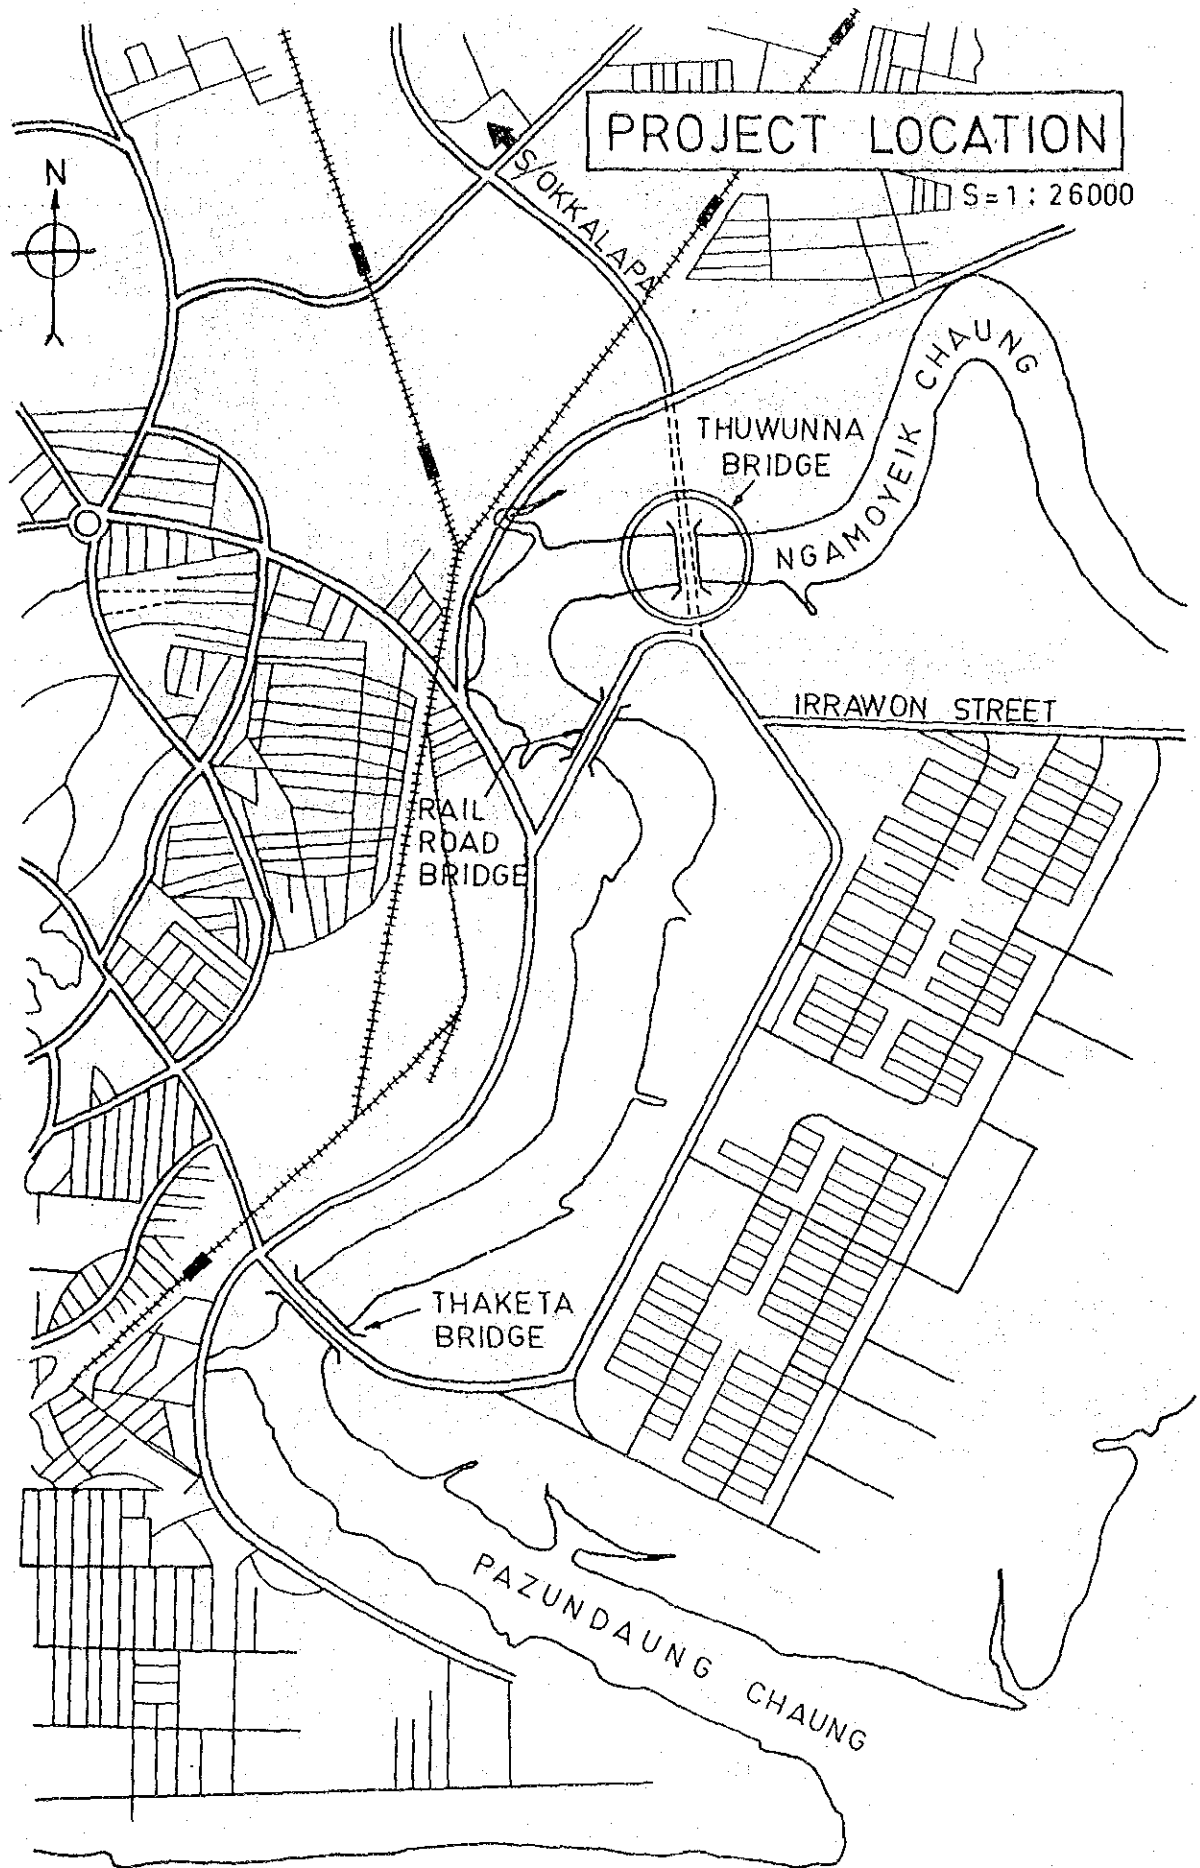 PROJECT LOCATION
S=1:26000
N
S/OKKALAPA
THUWUNNA
BRIDGE
NGAMOYEIK CHAUNG
IRRAWON STREET
RAIL
ROAD
BRIDGE
THAKETA
BRIDGE
PAZUNDAUNG CHAUNG